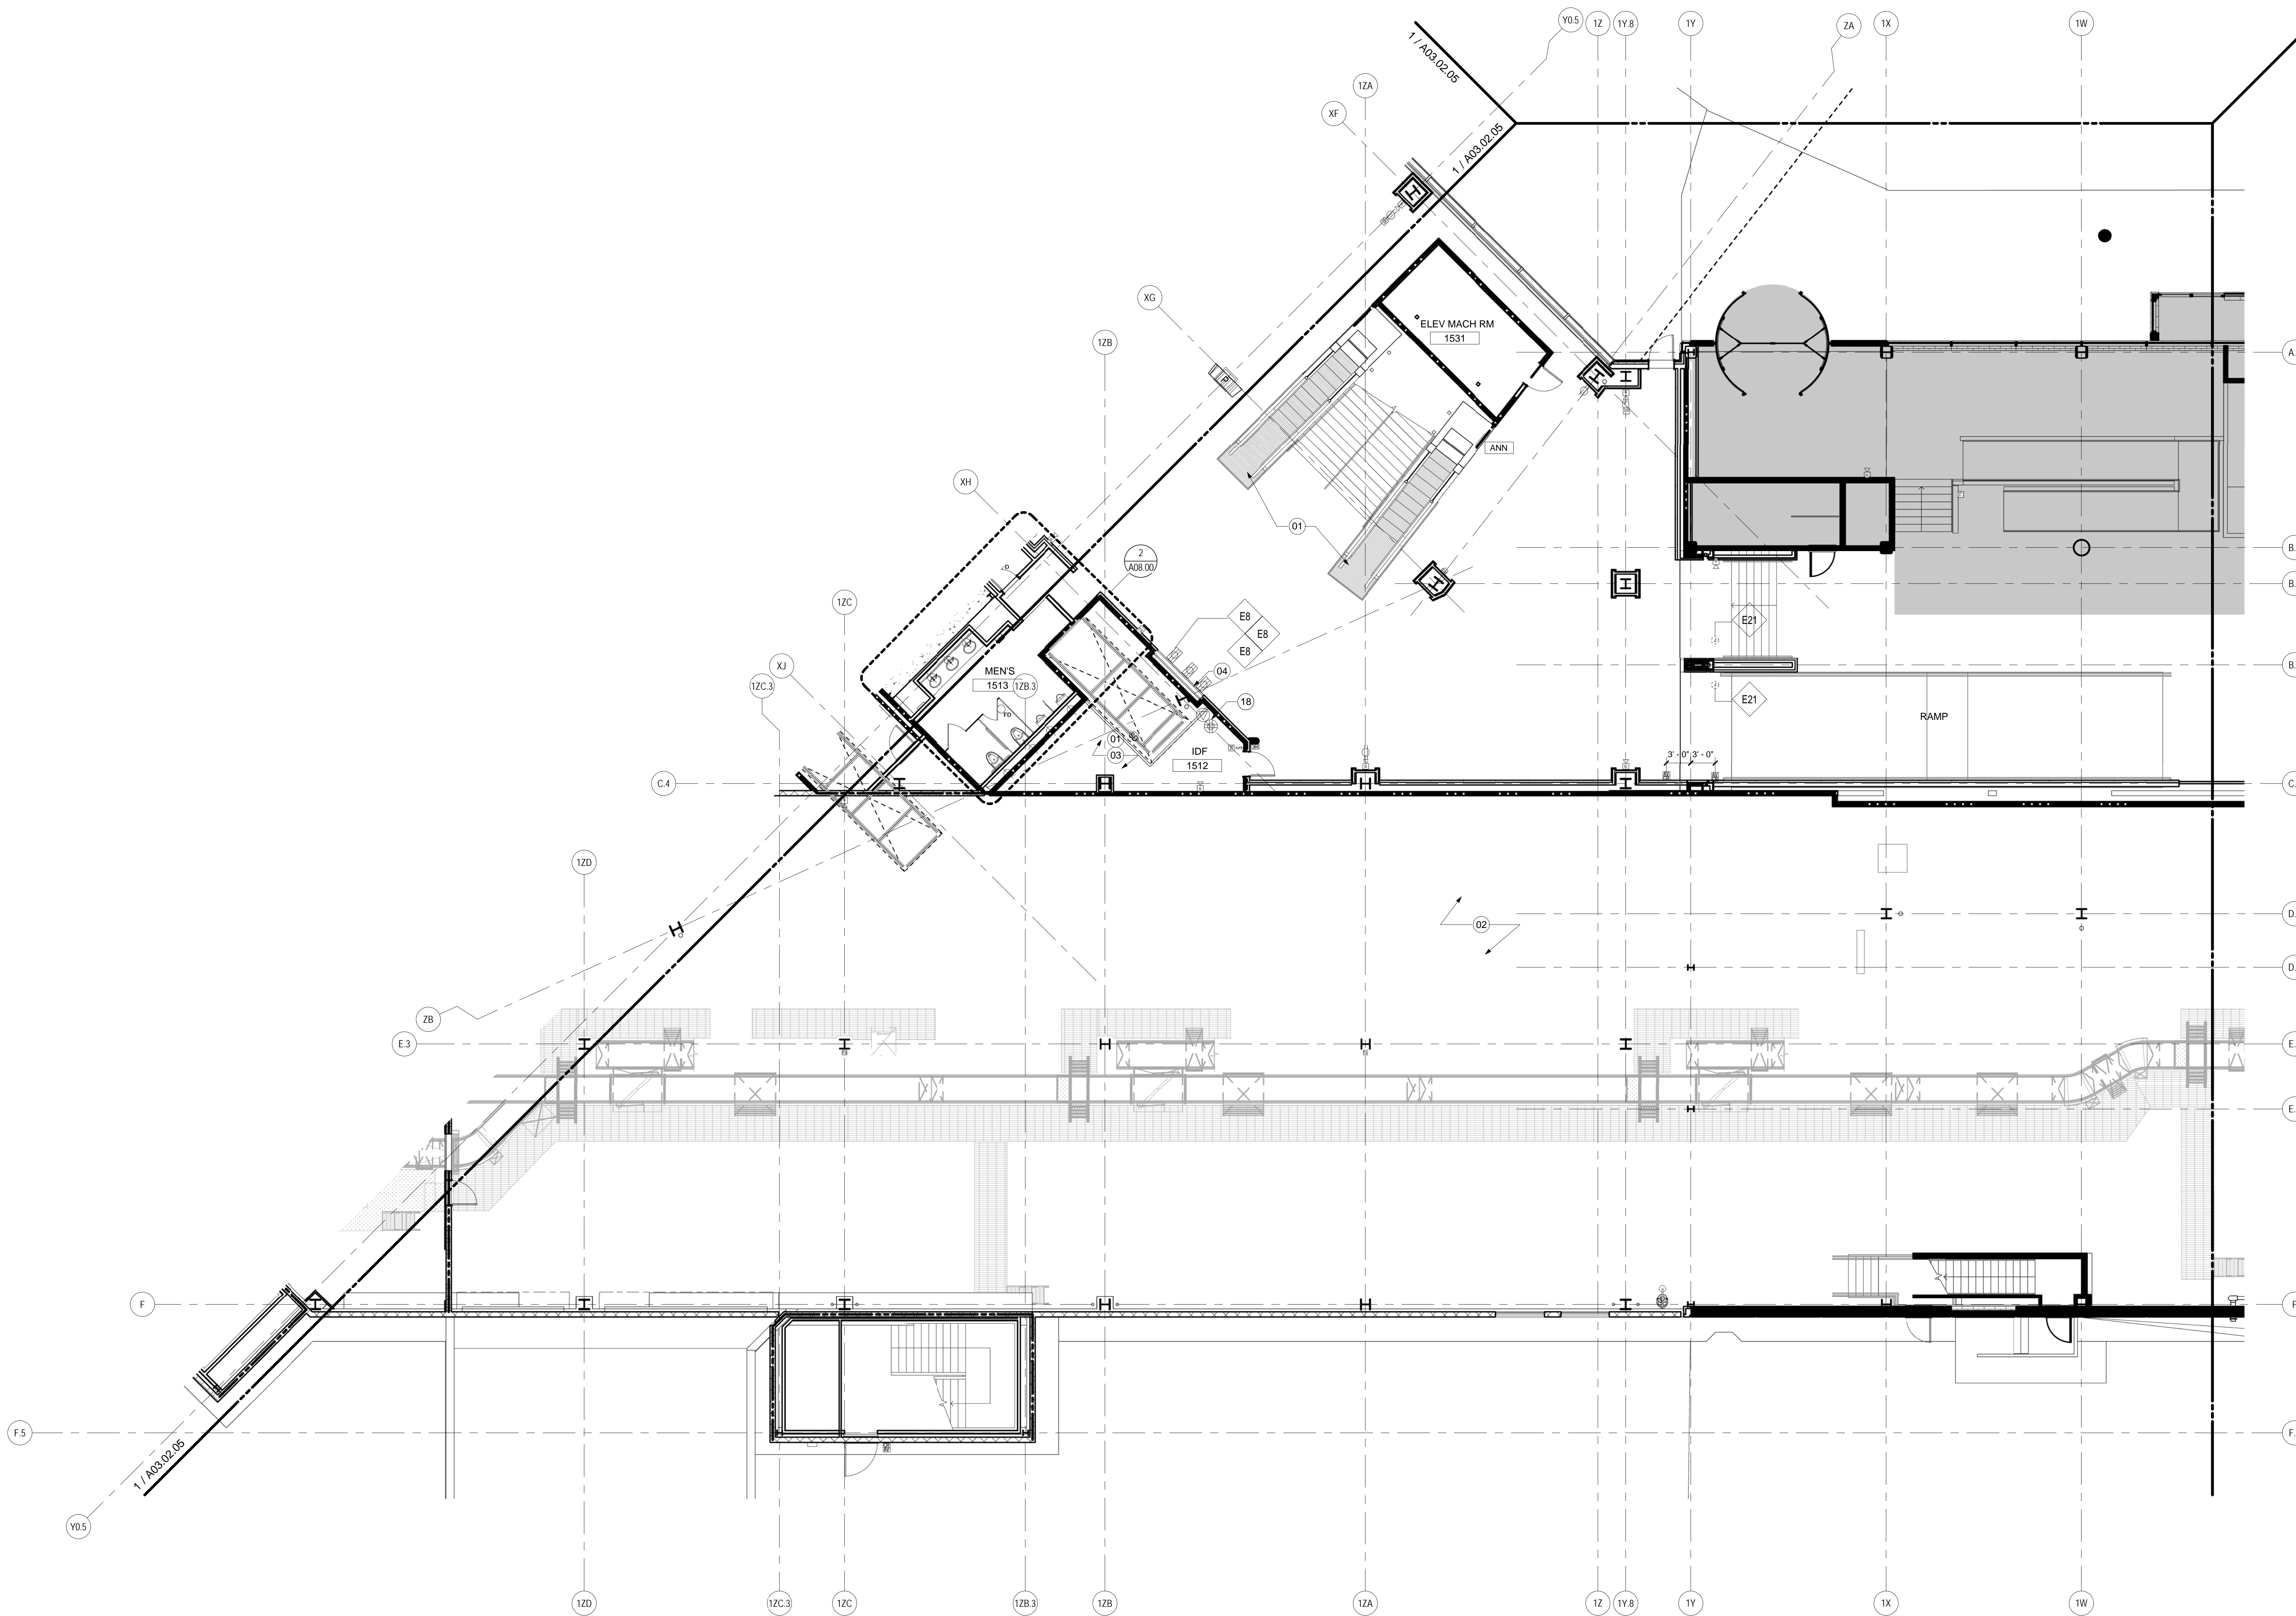 Y0.5
1Z
1Y.8
1Y
ZA
1X
1W
1 / A03.02.05
1ZA
XF
1 / A03.02.05
XG
P
ELEV MACH RM
1531
1ZB
ANN
XH
01
2
A08.00
1ZC
E8
E8
E8
E21
XJ
MEN'S
1513
1ZB.3
1ZC.3
04
18
FD
E21
RAMP
01
03
IDF
1512
3' - 0"
3' - 0"
C.4
1ZD
02
ZB
E.3
F
F.5
1 / A03.02.05
Y0.5
1ZD
1ZC.3
1ZC
1ZB.3
1ZB
1ZA
1Z
1Y.8
1Y
1X
1W